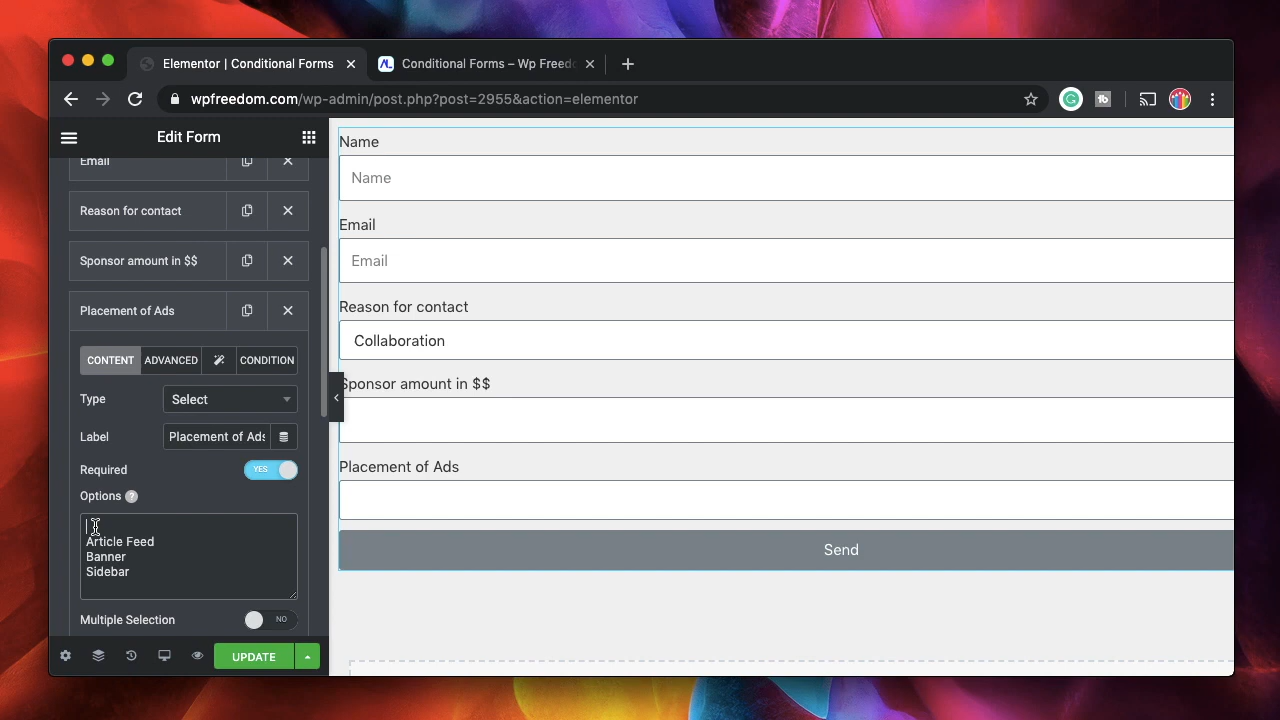 Elementor | Conditional Forms
Conditional Forms – Wp Freed
wpfreedom.com/wp-admin/post.php?post=2955&action=elementor
Edit Form
Email
Reason for contact
Sponsor amount in $$
Placement of Ads
CONTENT
ADVANCED
CONDITION
Type
Select
Label
Placement of Ads
Required
YES
Options ?
Article Feed
Banner
Sidebar
Multiple Selection
NO
UPDATE
Name
Name
Email
Email
Reason for contact
Collaboration
Sponsor amount in $$
Placement of Ads
Send